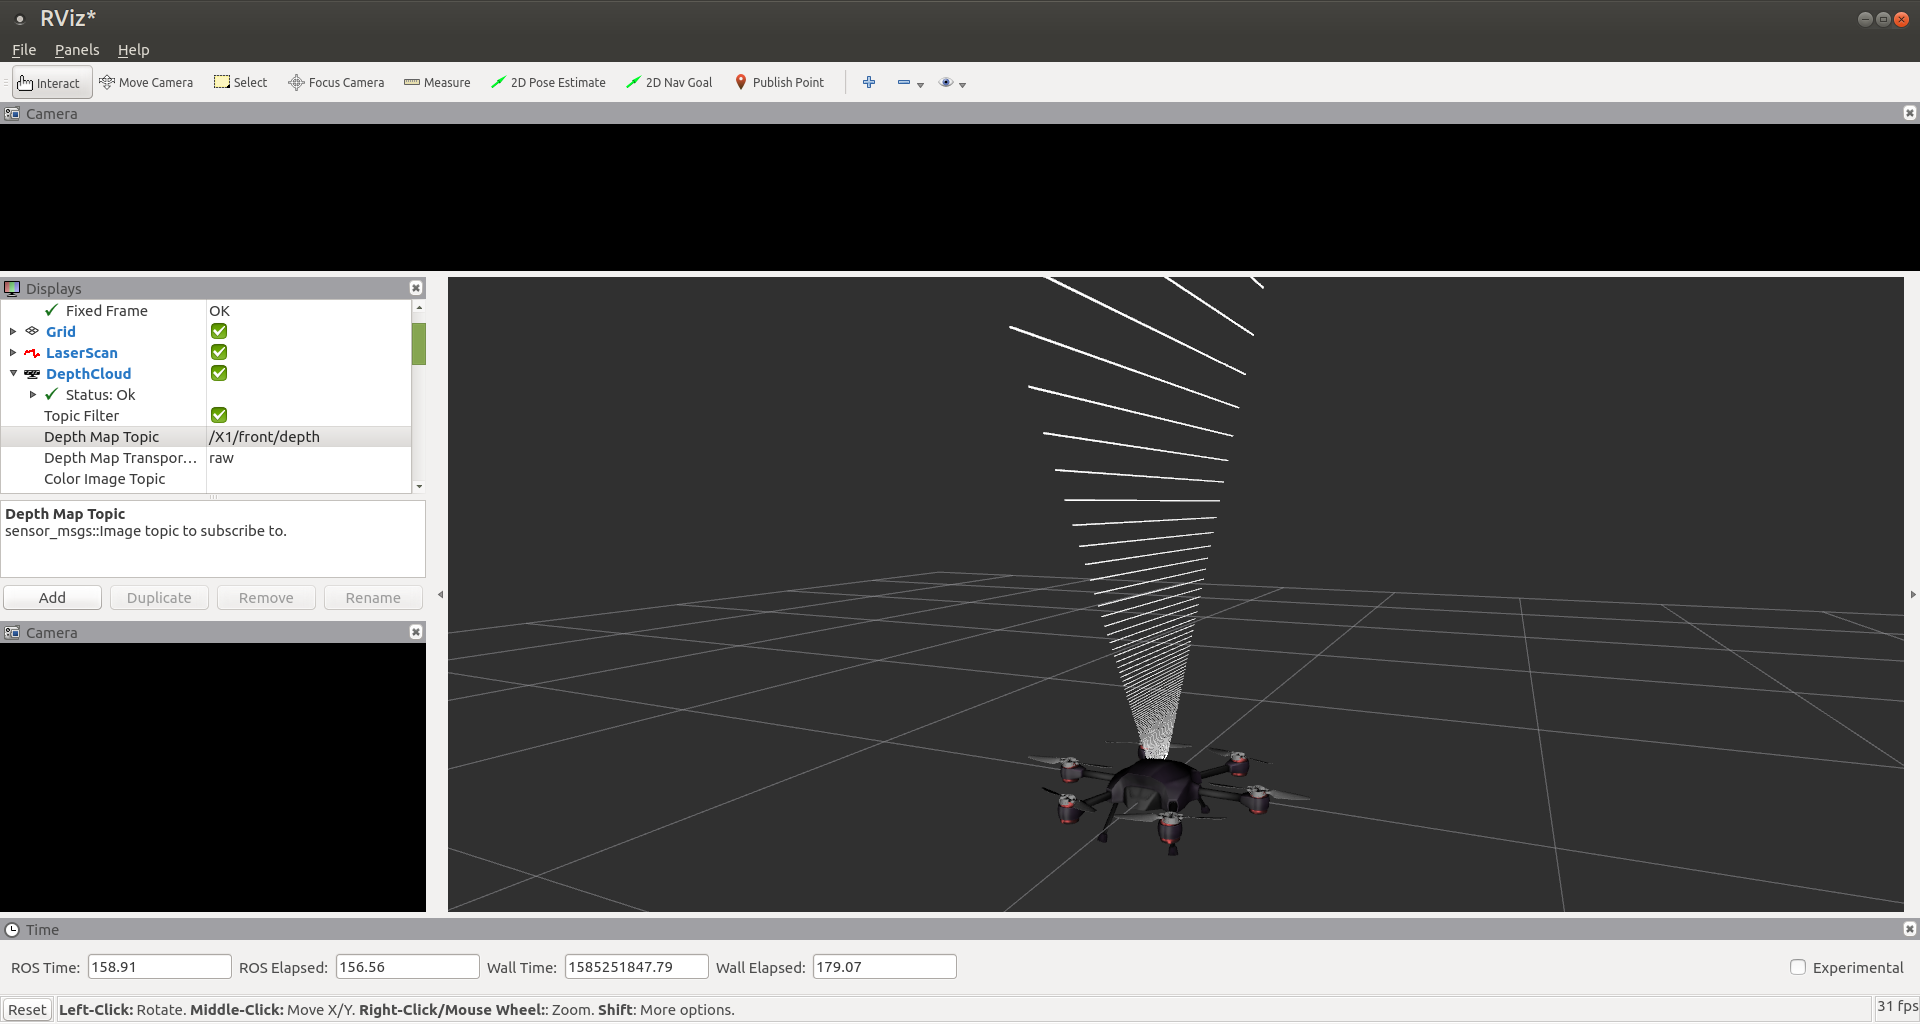 RViz*
File Panels Help
Interact Move Camera Select Focus Camera Measure 2D Pose Estimate 2D Nav Goal Publish Point
Camera
Displays
Fixed Frame OK
Grid
LaserScan
DepthCloud
Status: Ok
Topic Filter
Depth Map Topic /X1/front/depth
Depth Map Transpor... raw
Color Image Topic
Depth Map Topic
sensor_msgs::Image topic to subscribe to.
Add Duplicate Remove Rename
Camera
Time
ROS Time: 158.91 ROS Elapsed: 156.56 Wall Time: 1585251847.79 Wall Elapsed: 179.07 Experimental
Reset Left-Click: Rotate. Middle-Click: Move X/Y. Right-Click/Mouse Wheel:: Zoom. Shift: More options. 31 fps